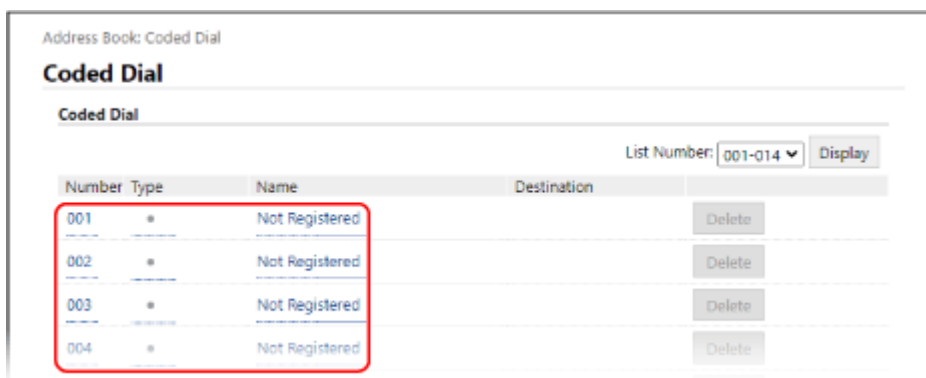 Address Book: Coded Dial
Coded Dial
Coded Dial
List Number: 001-014 Display
Number Type Name Destination
001 Not Registered Delete
002 Not Registered Delete
003 Not Registered Delete
004 Not Registered Delete